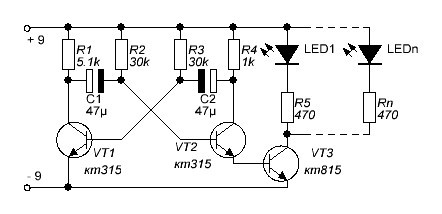 + 9
R1 R2 R3 R4 LED1 LEDn
5.1k 30k 30k 1k
C1 C2 R5 Rn
47µ 47µ 470 470
VT1 VT2 VT3
кт315 кт315 кт815
- 9